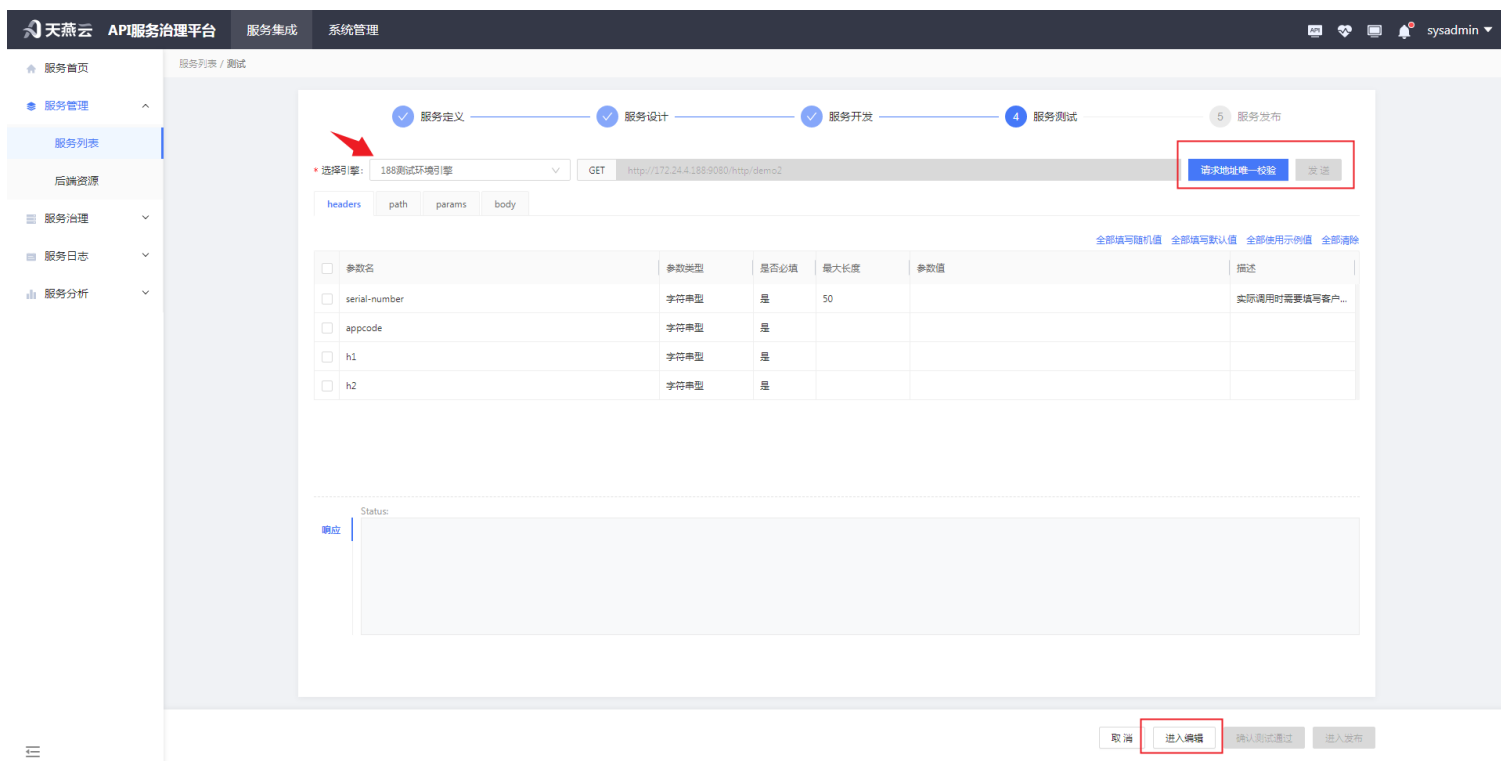 天燕云 API服务治理平台 服务集成 系统管理 API sysadmin
服务首页
服务列表 / 测试
服务管理
服务列表
后端资源
服务治理
服务日志
服务分析
服务定义 服务设计 服务开发 4 服务测试 5 服务发布
* 选择引擎: 188测试环境引擎 GET http://172.24.4.188:9080/http/demo2 请求地址唯一校验 发送
headers path params body
全部填写随机值 全部填写默认值 全部使用示例值 全部清除
参数名 参数类型 是否必填 最大长度 参数值 描述
serial-number 字符串型 是 50 实际调用时需要填写客户...
appcode 字符串型 是
h1 字符串型 是
h2 字符串型 是
Status:
响应
取消 进入编辑 确认测试通过 进入发布